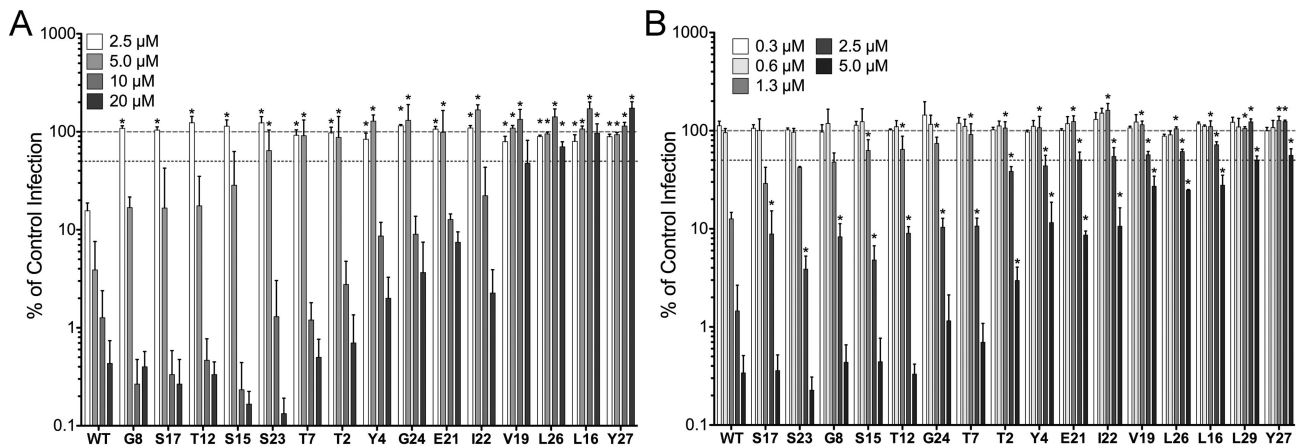 A
% of Control Infection
1000
100
10
1
0.1
2.5 µM
5.0 µM
10 µM
20 µM
* * * * * * * * * * * * * * * * * * * * * * * * * * * * * * * * *
WT G8 S17 T12 S15 S23 T7 T2 Y4 G24 E21 I22 V19 L26 L16 Y27
B
% of Control Infection
1000
100
10
1
0.1
0.3 µM 2.5 µM
0.6 µM 5.0 µM
1.3 µM
* * * * * * * * * * * * * * * * * * * * * * * * * * * * * * * * * * *
WT S17 S23 G8 S15 T12 G24 T7 T2 Y4 E21 I22 V19 L26 L16 L29 Y27